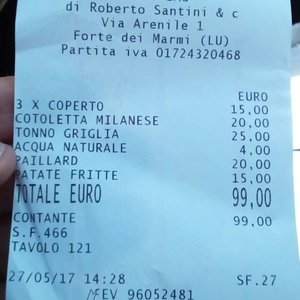 di Roberto Santini & c
Via Arenile 1
Forte dei Marmi (LU)
Partita iva 01724320468
EURO
3 X COPERTO 15,00
COTOLETTA MILANESE 20,00
TONNO GRIGLIA 25,00
ACQUA NATURALE 4,00
PAILLARD 20,00
PATATE FRITTE 15,00
TOTALE EURO 99,00
CONTANTE 99,00
S.F.466
TAVOLO 121
27/05/17 14:28 SF.27
EV 96052481